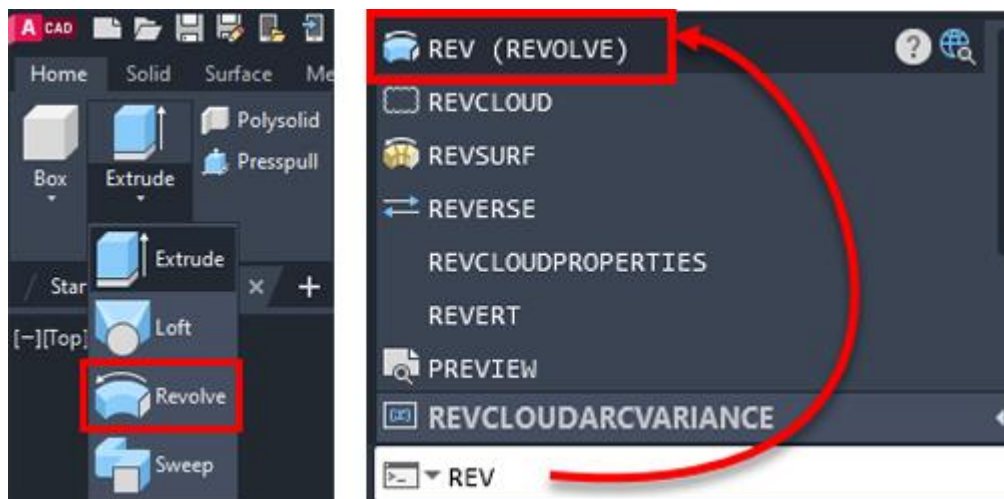 A CAD
Home Solid Surface Me
Polysolid
Presspull
Box Extrude
Extrude
Star
[−][Top]
Loft
Revolve
Sweep
REV (REVOLVE)
REVCLOUD
REVSURF
REVERSE
REVCLOUDPROPERTIES
REVERT
PREVIEW
REVCLOUDARCVARIANCE
REV